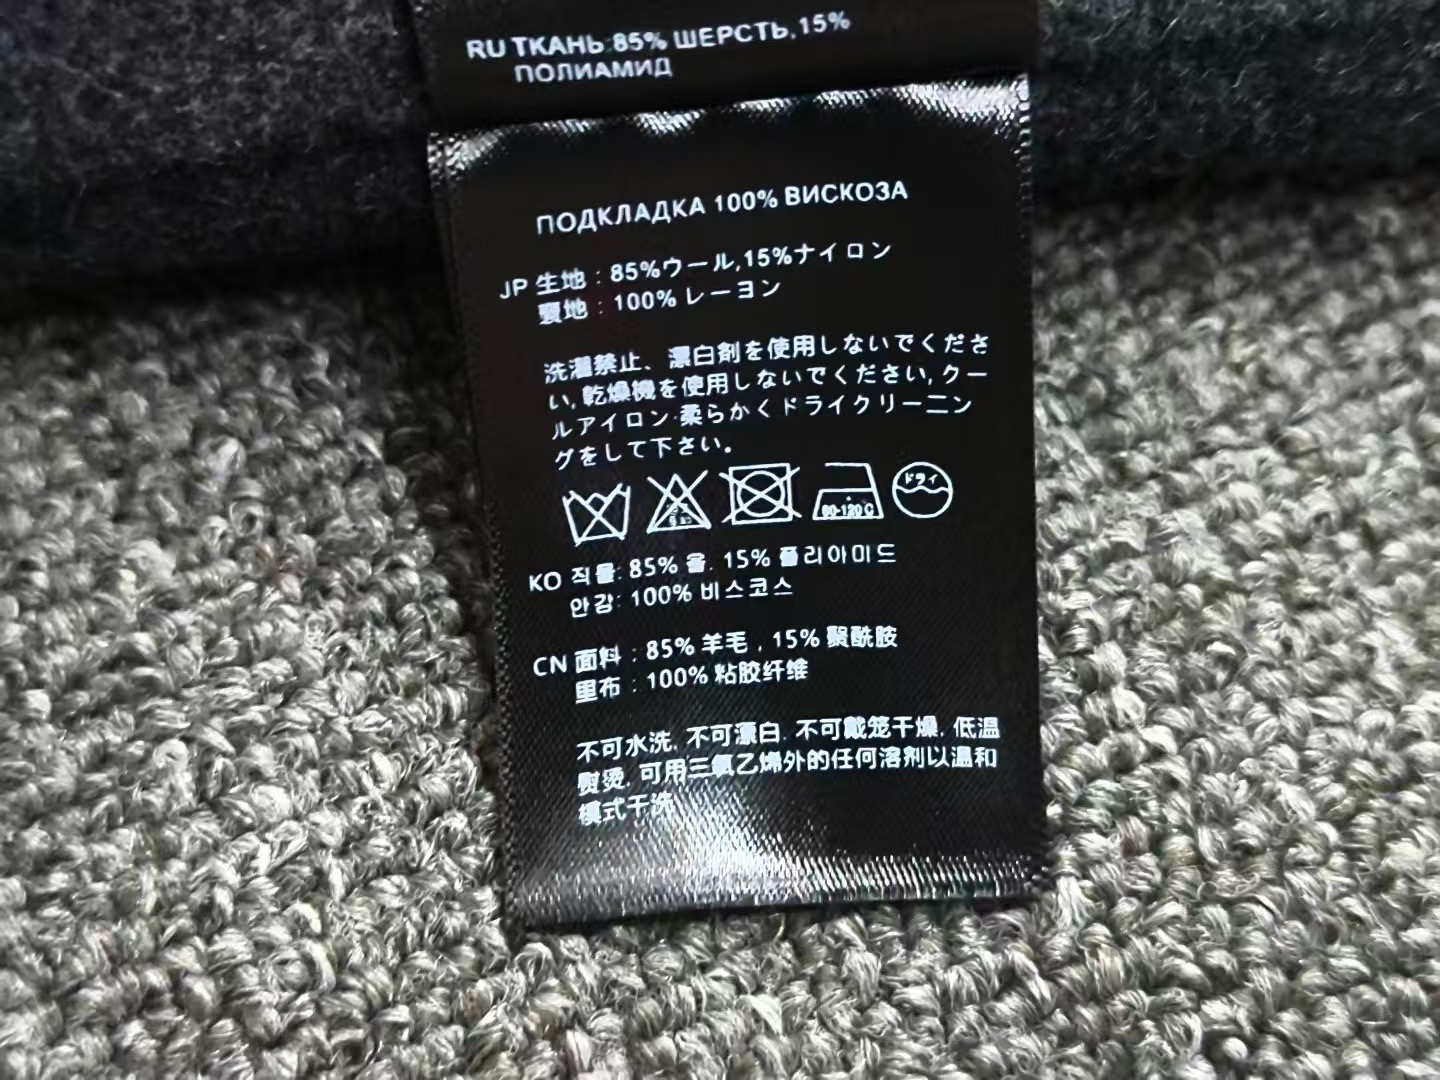 RU ТКАНЬ:85% ШЕРСТЬ,15%
ПОЛИАМИД
ПОДКЛАДКА 100% ВИСКОЗА
JP 生地：85%ウール,15%ナイロン
裏地：100% レーヨン
洗濯禁止、漂白剤を使用しないでくださ
い,乾燥機を使用しないでください,クー
ルアイロン·柔らかくドライクリーニン
グをして下さい。
60-120 C
ドライ
KO 직물: 85% 울, 15% 폴리아미드
안감: 100% 비스코스
CN 面料：85% 羊毛，15% 聚酰胺
里布：100% 粘胶纤维
不可水洗, 不可漂白, 不可戴笼干燥, 低温
熨烫, 可用三氯乙烯外的任何溶剂以温和
模式干洗